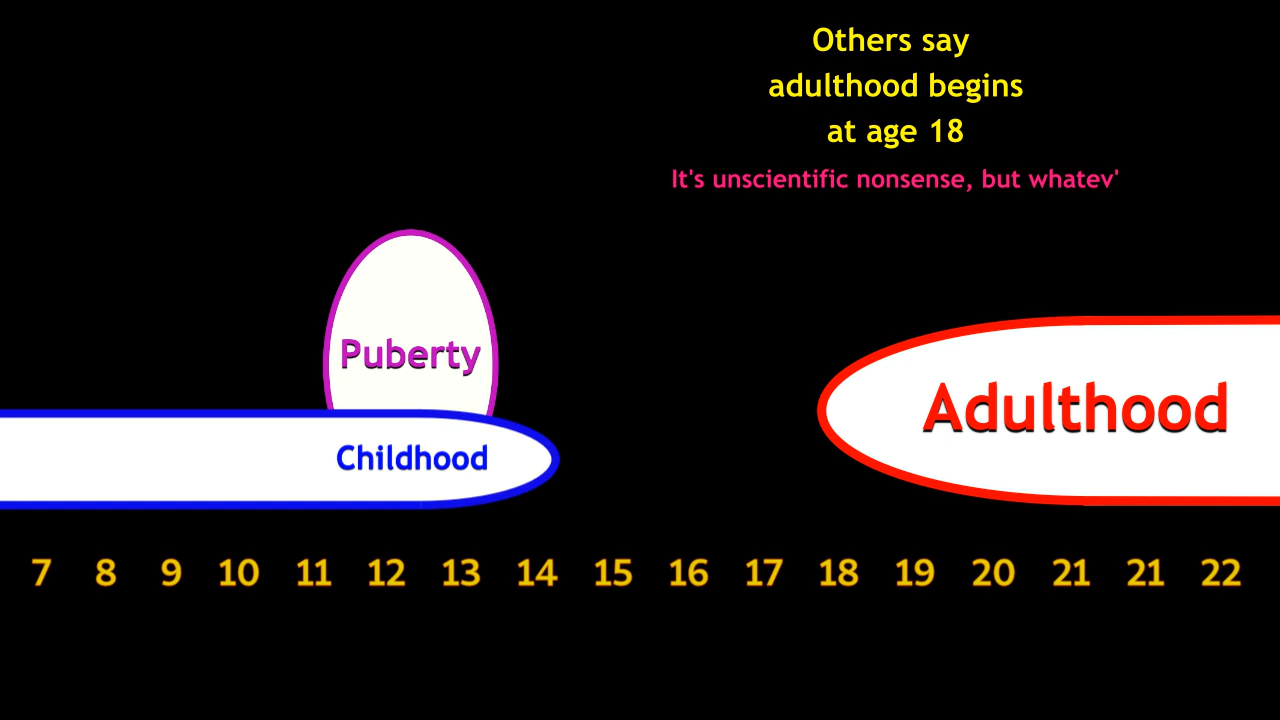 Others say
adulthood begins
at age 18
It's unscientific nonsense, but whatev'
Puberty
Adulthood
Childhood
7 8 9 10 11 12 13 14 15 16 17 18 19 20 21 21 22